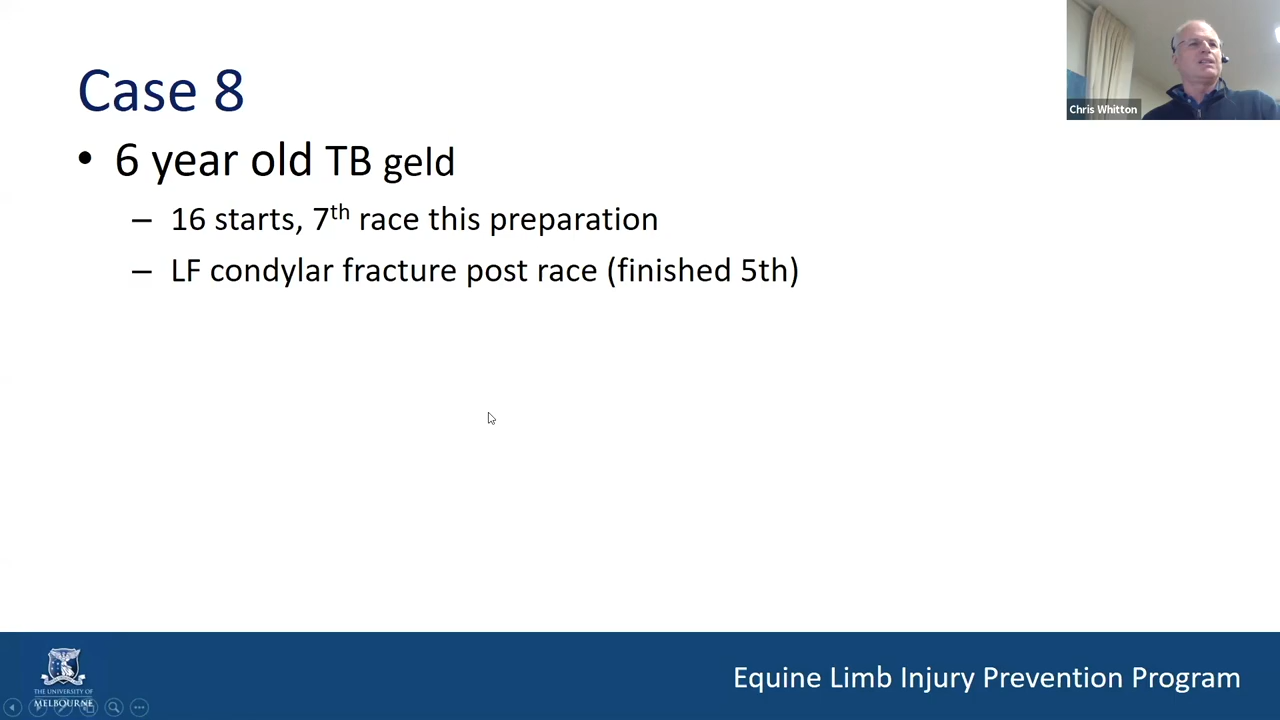 Case 8
Chris Whitton
• 6 year old TB geld
– 16 starts, 7th race this preparation
– LF condylar fracture post race (finished 5th)
THE UNIVERSITY OF
MELBOURNE
Equine Limb Injury Prevention Program